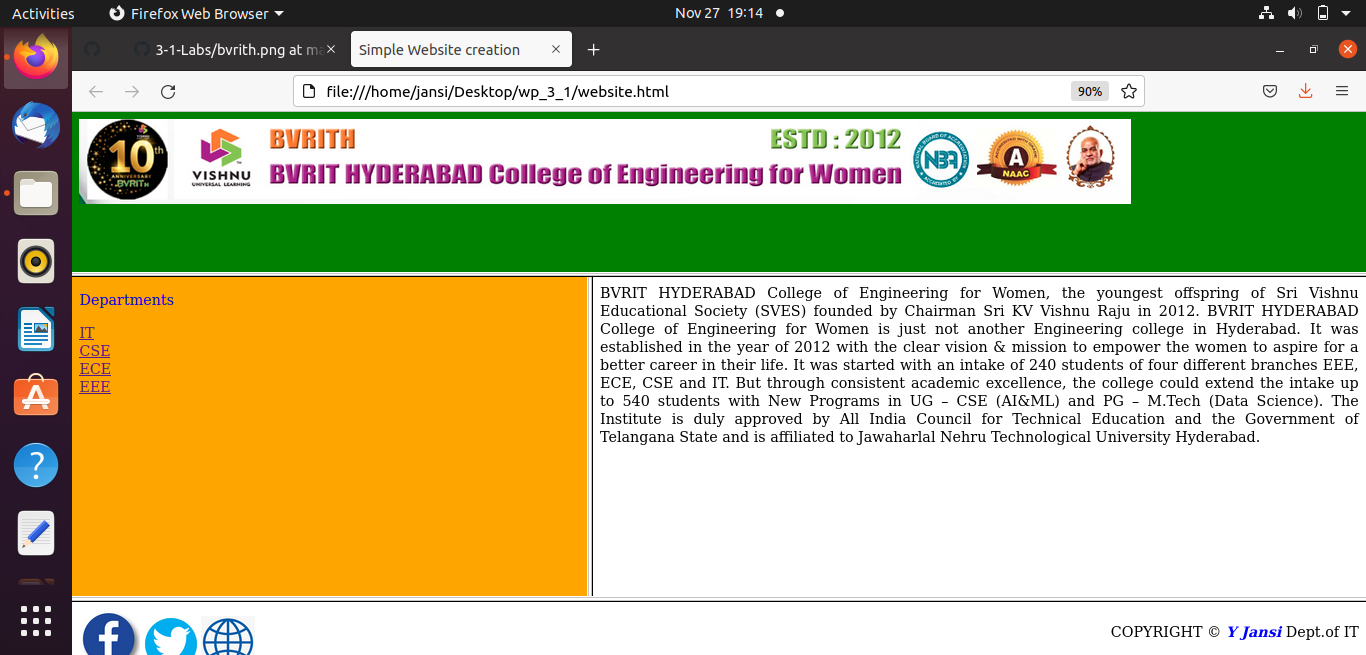 Activities
Firefox Web Browser
Nov 27 19:14
3-1-Labs/bvrith.png at ma
Simple Website creation
file:///home/jansi/Desktop/wp_3_1/website.html
90%
10th
ANNIVERSARY
BVRITH
VISHNU
UNIVERSAL LEARNING
BVRITH
ESTD : 2012
BVRIT HYDERABAD College of Engineering for Women
NBA
A
NAAC
Departments
IT
CSE
ECE
EEE
BVRIT HYDERABAD College of Engineering for Women, the youngest offspring of Sri Vishnu
Educational Society (SVES) founded by Chairman Sri KV Vishnu Raju in 2012. BVRIT HYDERABAD
College of Engineering for Women is just not another Engineering college in Hyderabad. It was
established in the year of 2012 with the clear vision & mission to empower the women to aspire for a
better career in their life. It was started with an intake of 240 students of four different branches EEE,
ECE, CSE and IT. But through consistent academic excellence, the college could extend the intake up
to 540 students with New Programs in UG – CSE (AI&ML) and PG – M.Tech (Data Science). The
Institute is duly approved by All India Council for Technical Education and the Government of
Telangana State and is affiliated to Jawaharlal Nehru Technological University Hyderabad.
COPYRIGHT © Y Jansi Dept.of IT